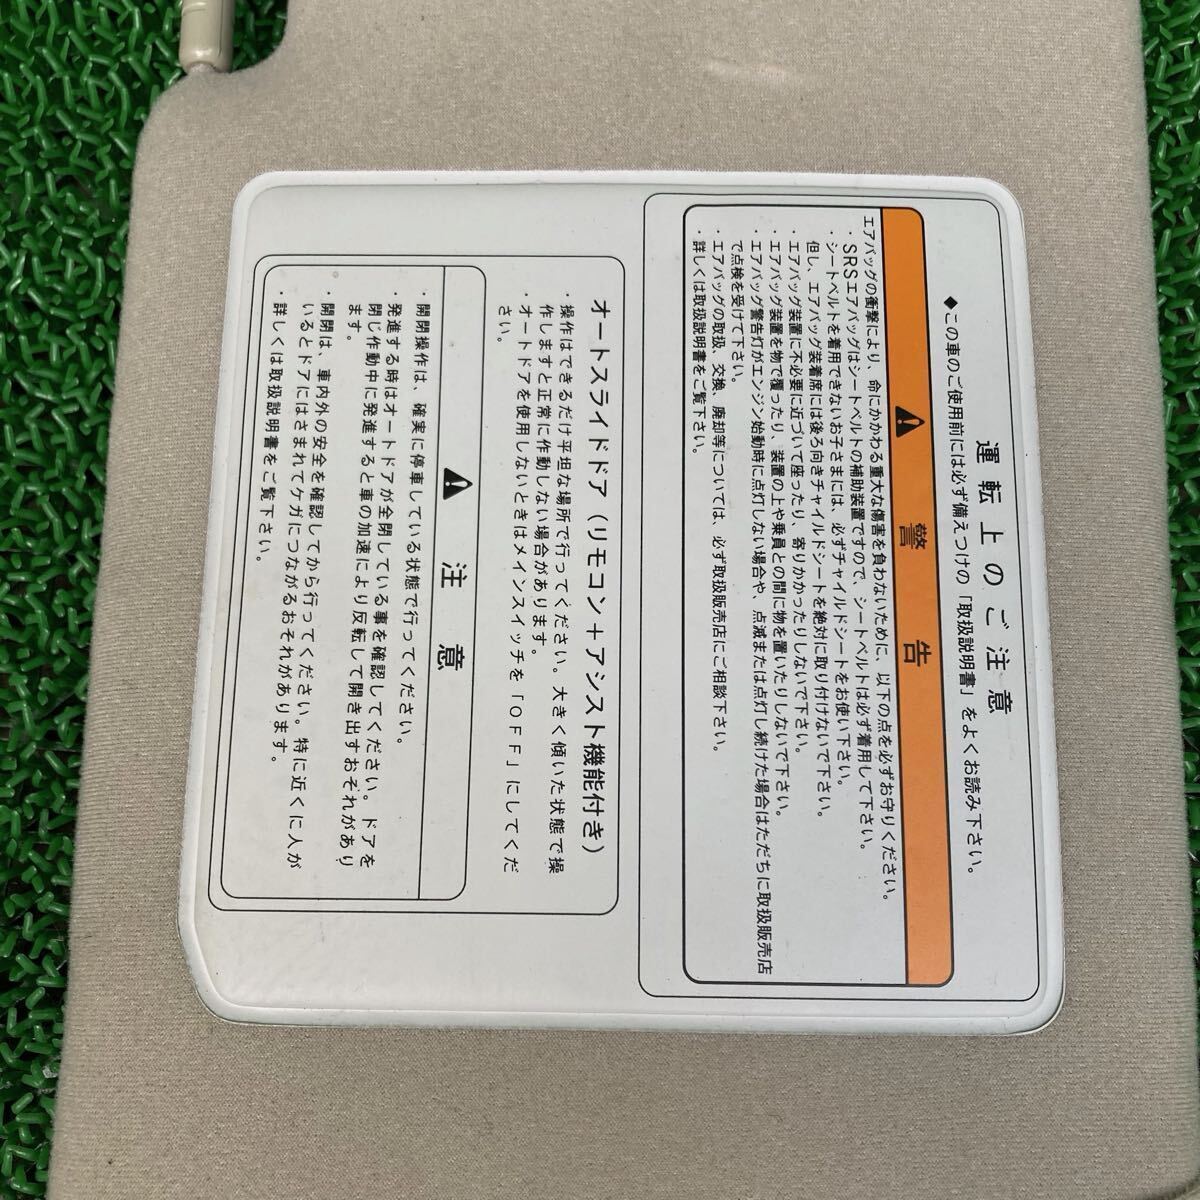 運転上のご注意
◆この車のご使用前には必ず備えつけの「取扱説明書」をよくお読み下さい。
警告
エアバッグの衝撃により、命にかかわる重大な傷害を負わないために、以下の点を必ずお守りください。
・SRSエアバッグはシートベルトの補助装置ですので、シートベルトは必ず着用して下さい。
・シートベルトを着用できないお子さまには、必ずチャイルドシートをお使い下さい。
但し、エアバッグ装着席には後ろ向きチャイルドシートを絶対に取り付けないで下さい。
・エアバッグ装置に不必要に近づいて座ったり、寄りかかったりしないで下さい。
・エアバッグ装置を物で覆ったり、装置の上や乗員との間に物を置いたりしないで下さい。
・エアバッグ警告灯がエンジン始動時に点灯しない場合や、点滅または点灯し続けた場合はただちに取扱販売店
で点検を受けて下さい。
・エアバッグの取扱、交換、廃却等については、必ず取扱販売店にご相談下さい。
詳しくは取扱説明書をご覧下さい。
オートスライドドア（リモコン＋アシスト機能付き）
・操作はできるだけ平坦な場所で行ってください。大きく傾いた状態で操
作しますと正常に作動しない場合があります。
・オートドアを使用しないときはメインスイッチを「OFF」にしてくだ
さい。
注意
・開閉操作は、確実に停車している状態で行ってください。
・発進する時はオートドアが全閉している事を確認してください。ドアを
閉じ作動中に発進すると車の加速により反転して開き出すおそれがあり
ます。
・開閉は、車内外の安全を確認してから行ってください。特に近くに人が
いるとドアにはさまれてケガにつながるおそれがあります。
・詳しくは取扱説明書をご覧下さい。